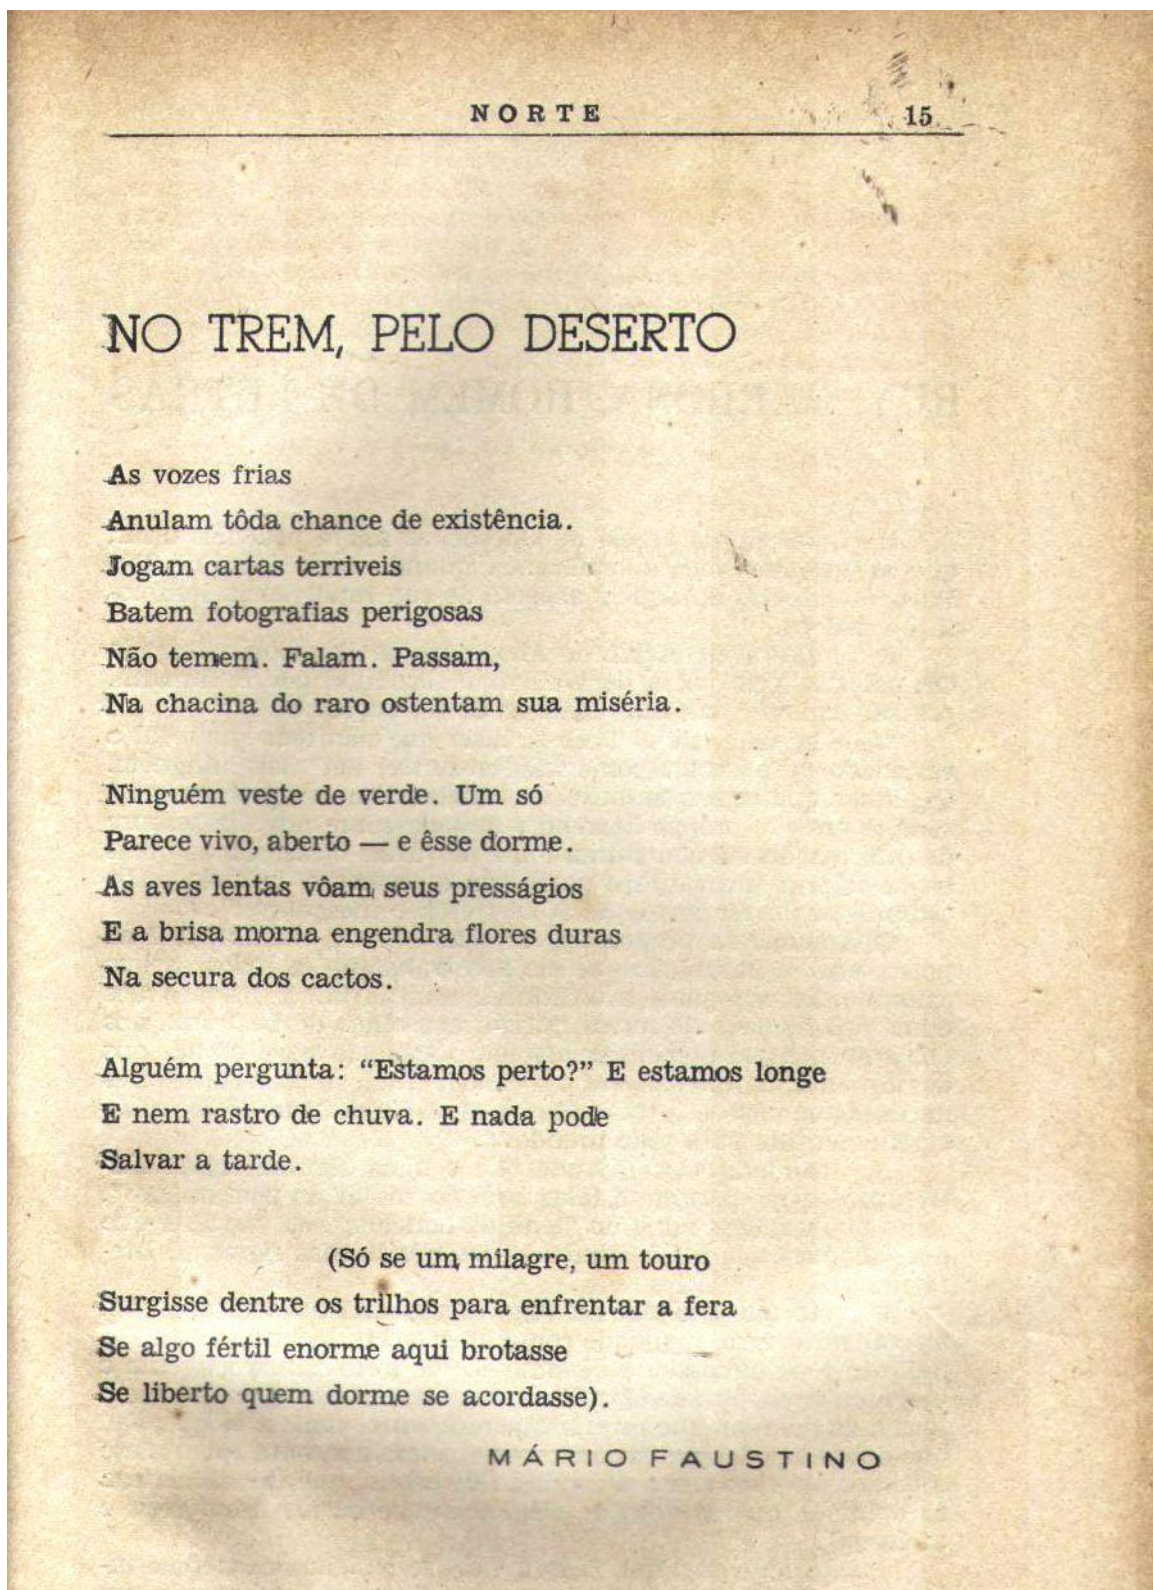 NORTE 15
NO TREM, PELO DESERTO
As vozes frias
Anulam tôda chance de existência.
Jogam cartas terriveis
Batem fotografias perigosas
Não temem. Falam. Passam,
Na chacina do raro ostentam sua miséria.
Ninguém veste de verde. Um só
Parece vivo, aberto — e êsse dorme.
As aves lentas vôam seus presságios
E a brisa morna engendra flores duras
Na secura dos cactos.
Alguém pergunta: “Estamos perto?” E estamos longe
E nem rastro de chuva. E nada pode
Salvar a tarde.
(Só se um milagre, um touro
Surgisse dentre os trilhos para enfrentar a fera
Se algo fértil enorme aqui brotasse
Se liberto quem dorme se acordasse).
MÁRIO FAUSTINO